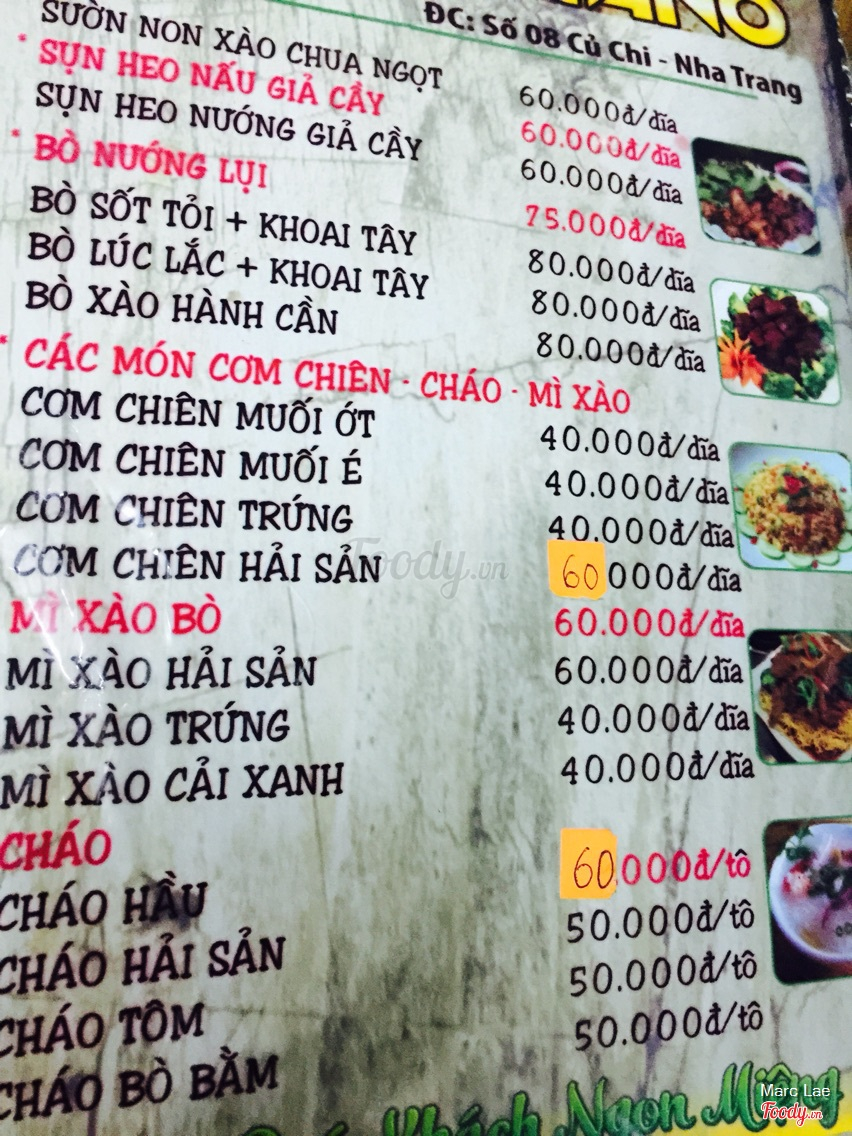 ĐC: Số 08 Củ Chi - Nha Trang
SƯỜN NON XÀO CHUA NGỌT 60.000đ/dĩa
* SỤN HEO NẤU GIẢ CẦY 60.000đ/dĩa
SỤN HEO NƯỚNG GIẢ CẦY 60.000đ/dĩa
* BÒ NƯỚNG LỤI 75.000đ/dĩa
BÒ SỐT TỎI + KHOAI TÂY 80.000đ/dĩa
BÒ LÚC LẮC + KHOAI TÂY 80.000đ/dĩa
BÒ XÀO HÀNH CẦN 80.000đ/dĩa
* CÁC MÓN CƠM CHIÊN - CHÁO - MÌ XÀO
CƠM CHIÊN MUỐI ỚT 40.000đ/dĩa
CƠM CHIÊN MUỐI É 40.000đ/dĩa
CƠM CHIÊN TRỨNG 40.000đ/dĩa
CƠM CHIÊN HẢI SẢN 60.000đ/dĩa
MÌ XÀO BÒ 60.000đ/dĩa
MÌ XÀO HẢI SẢN 60.000đ/dĩa
MÌ XÀO TRỨNG 40.000đ/dĩa
MÌ XÀO CẢI XANH 40.000đ/dĩa
CHÁO
CHÁO HẦU 60.000đ/tô
CHÁO HẢI SẢN 50.000đ/tô
CHÁO TÔM 50.000đ/tô
CHÁO BÒ BẰM 50.000đ/tô
Khách Ngon Miệng
Foody.vn
Marc Lae
Foody.vn